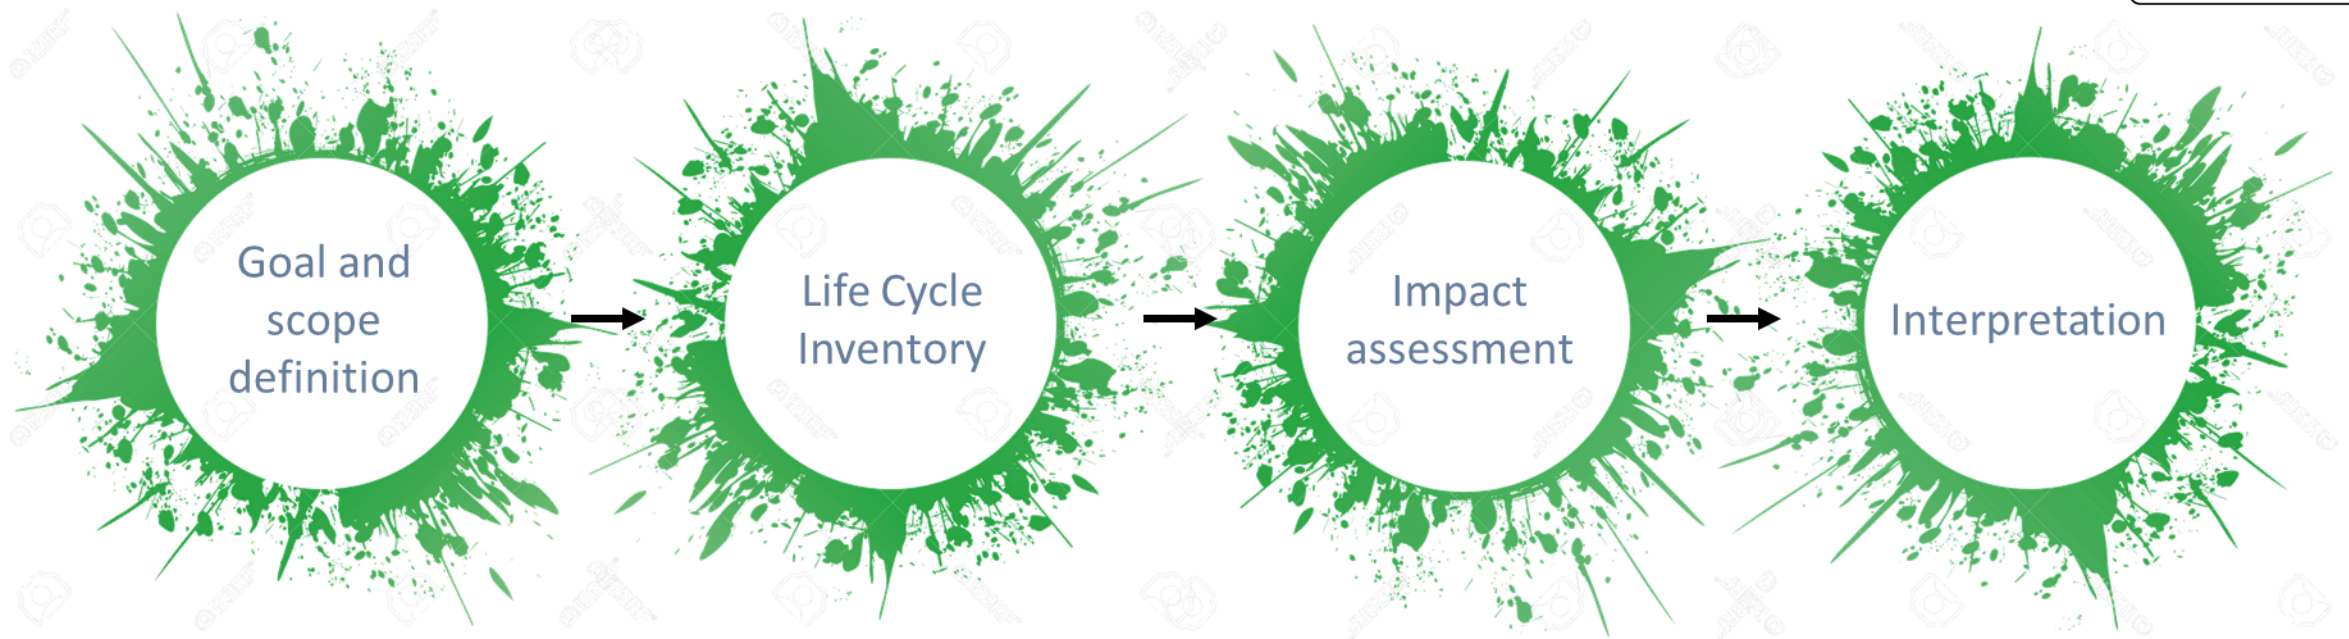 Goal and
scope
definition
Life Cycle
Inventory
Impact
assessment
Interpretation